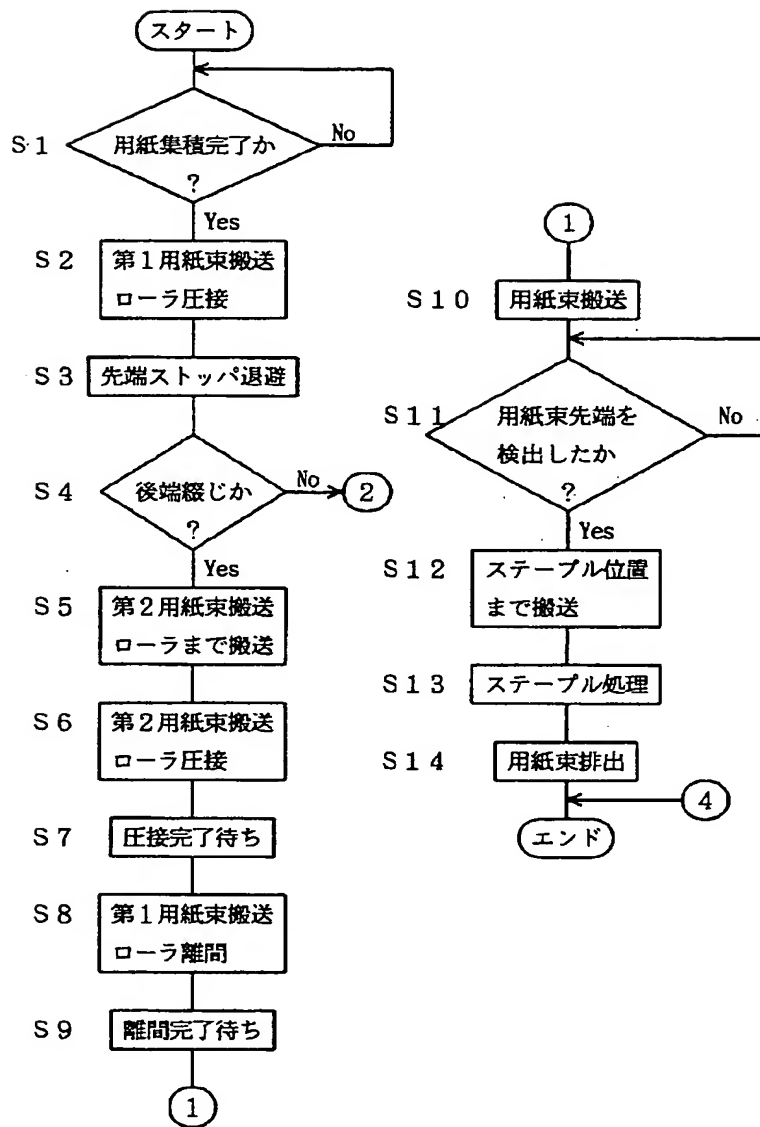 スタート
S1
用紙集積完了か
?
No
Yes
S2
第1用紙束搬送
ローラ圧接
S3
先端ストッパ退避
S4
後端綴じか
?
No
2
Yes
S5
第2用紙束搬送
ローラまで搬送
S6
第2用紙束搬送
ローラ圧接
S7
圧接完了待ち
S8
第1用紙束搬送
ローラ離間
S9
離間完了待ち
1
1
S10
用紙束搬送
S11
用紙束先端を
検出したか
?
No
Yes
S12
ステープル位置
まで搬送
S13
ステープル処理
S14
用紙束排出
4
エンド